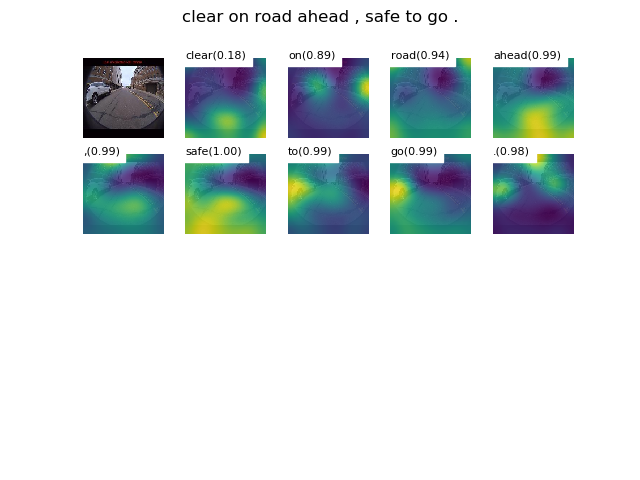 clear on road ahead , safe to go .
clear(0.18)
on(0.89)
road(0.94)
ahead(0.99)
,(0.99)
safe(1.00)
to(0.99)
go(0.99)
.(0.98)